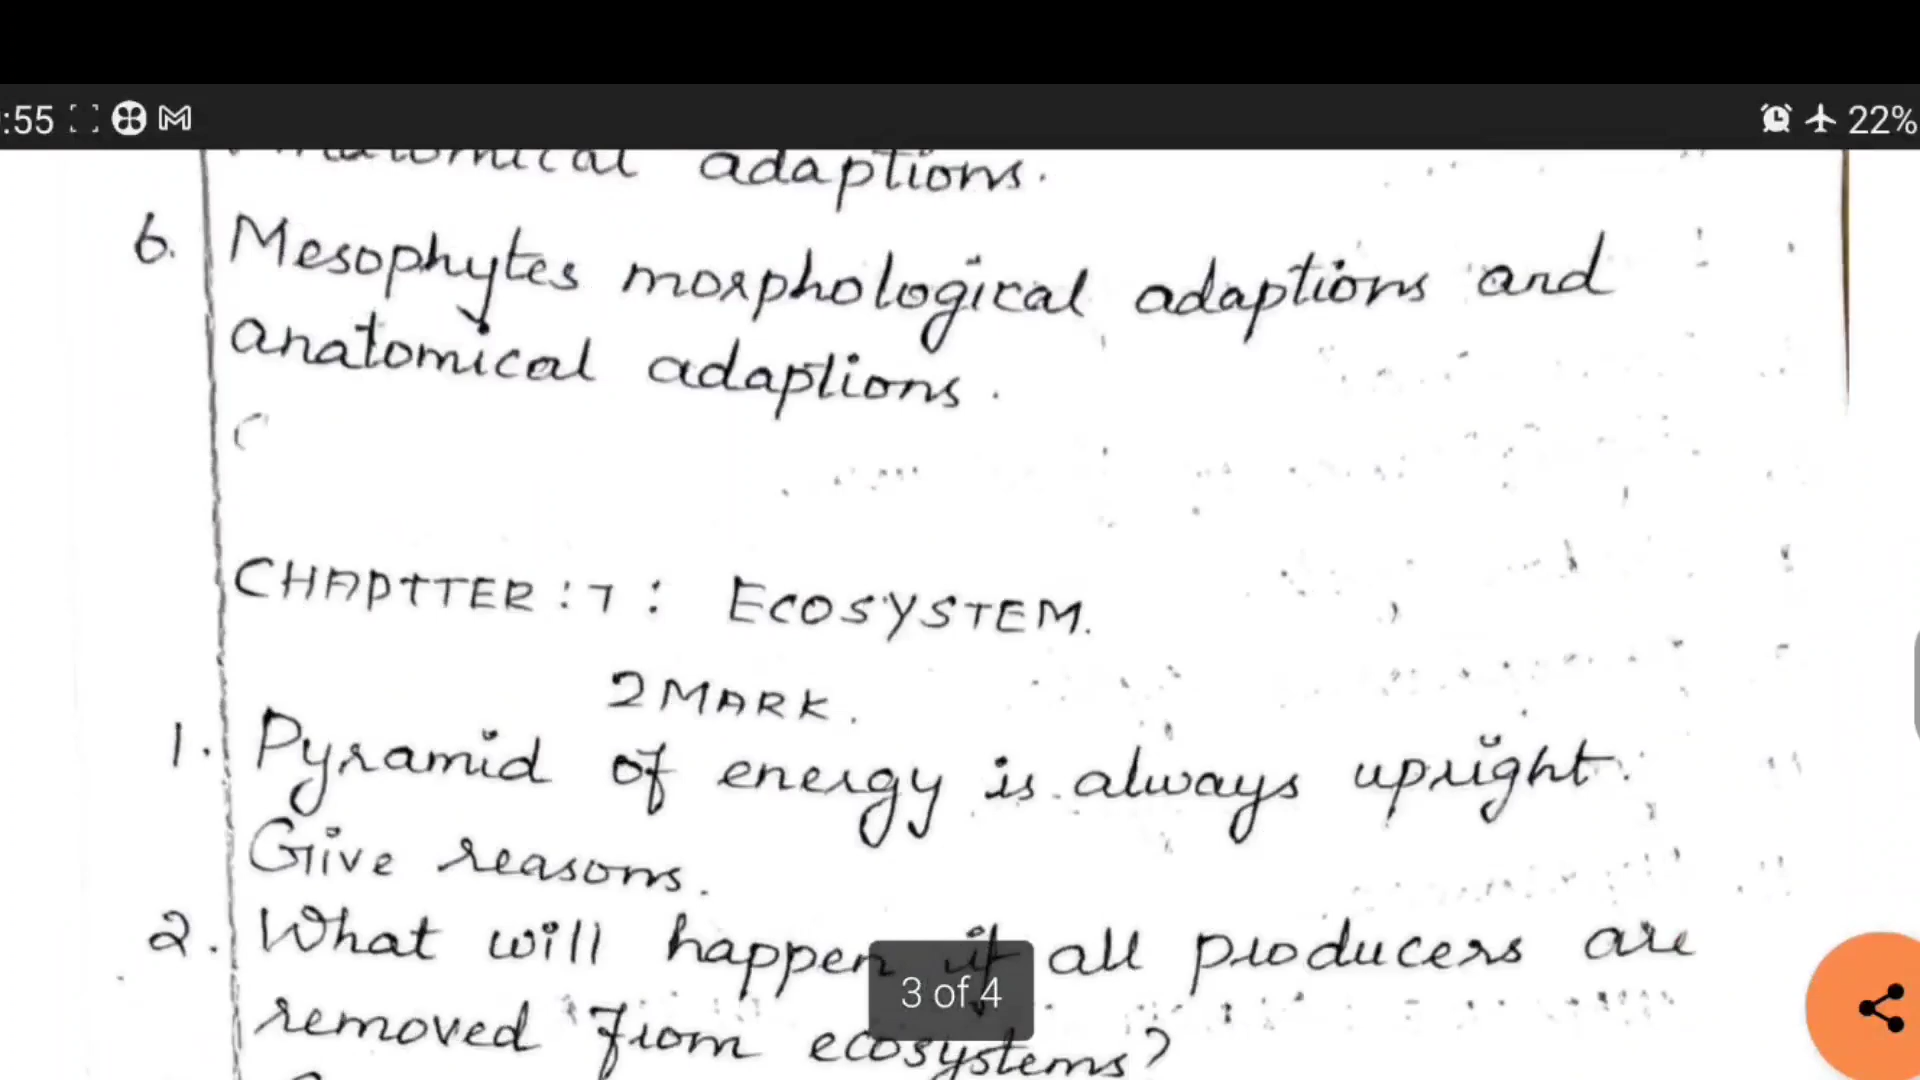 :55 22%
anatomical adaptions.
6. Mesophytes morphological adaptions and
anatomical adaptions.
CHAPTTER : 7 : ECOSYSTEM.
2 MARK.
1. Pyramid of energy is always upright.
Give reasons.
2. What will happen if all producers are
3 of 4
removed from ecosystems?